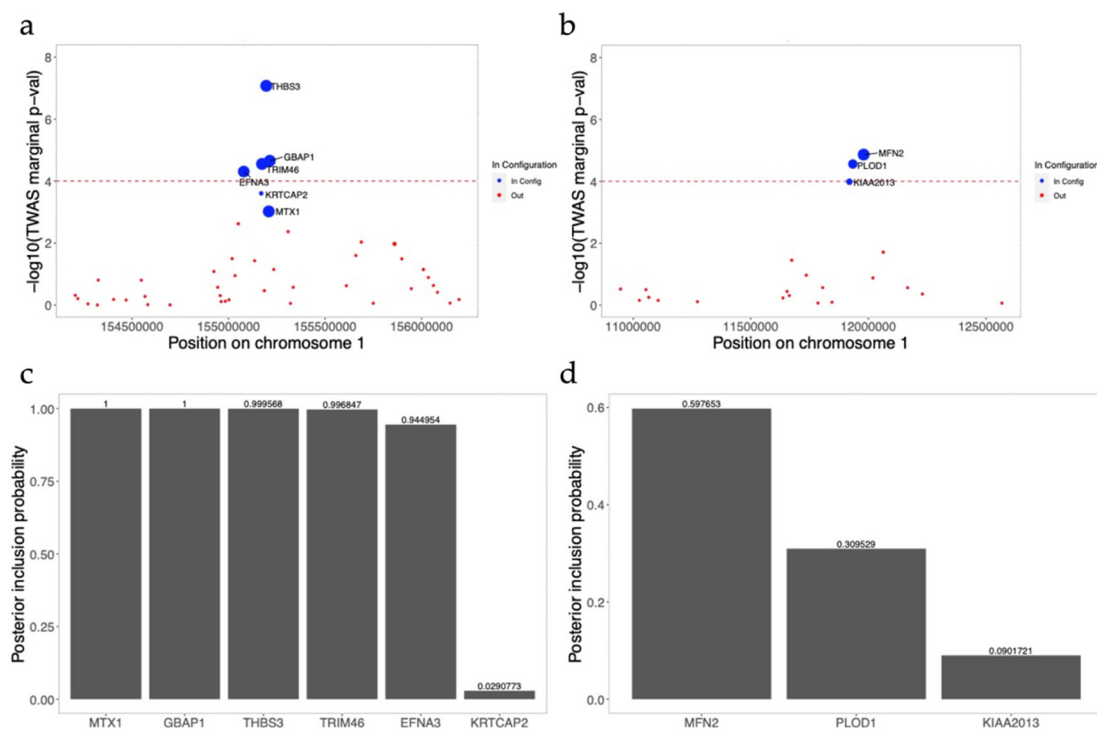 a
b
−log10(TWAS marginal p−val)
8
6
4
2
0
THBS3
GBAP1
TRIM46
EFNA3
KRTCAP2
MTX1
154500000
155000000
155500000
156000000
Position on chromosome 1
In Configuration
In Config
Out
−log10(TWAS marginal p−val)
8
6
4
2
0
MFN2
PLOD1
KIAA2013
11000000
11500000
12000000
12500000
Position on chromosome 1
In Configuration
In Config
Out
c
d
Posterior inclusion probability
1.00
0.75
0.50
0.25
0.00
1
1
0.999568
0.996847
0.944954
0.0290773
MTX1
GBAP1
THBS3
TRIM46
EFNA3
KRTCAP2
Posterior inclusion probability
0.6
0.4
0.2
0.0
0.597653
0.309529
0.0901721
MFN2
PLOD1
KIAA2013